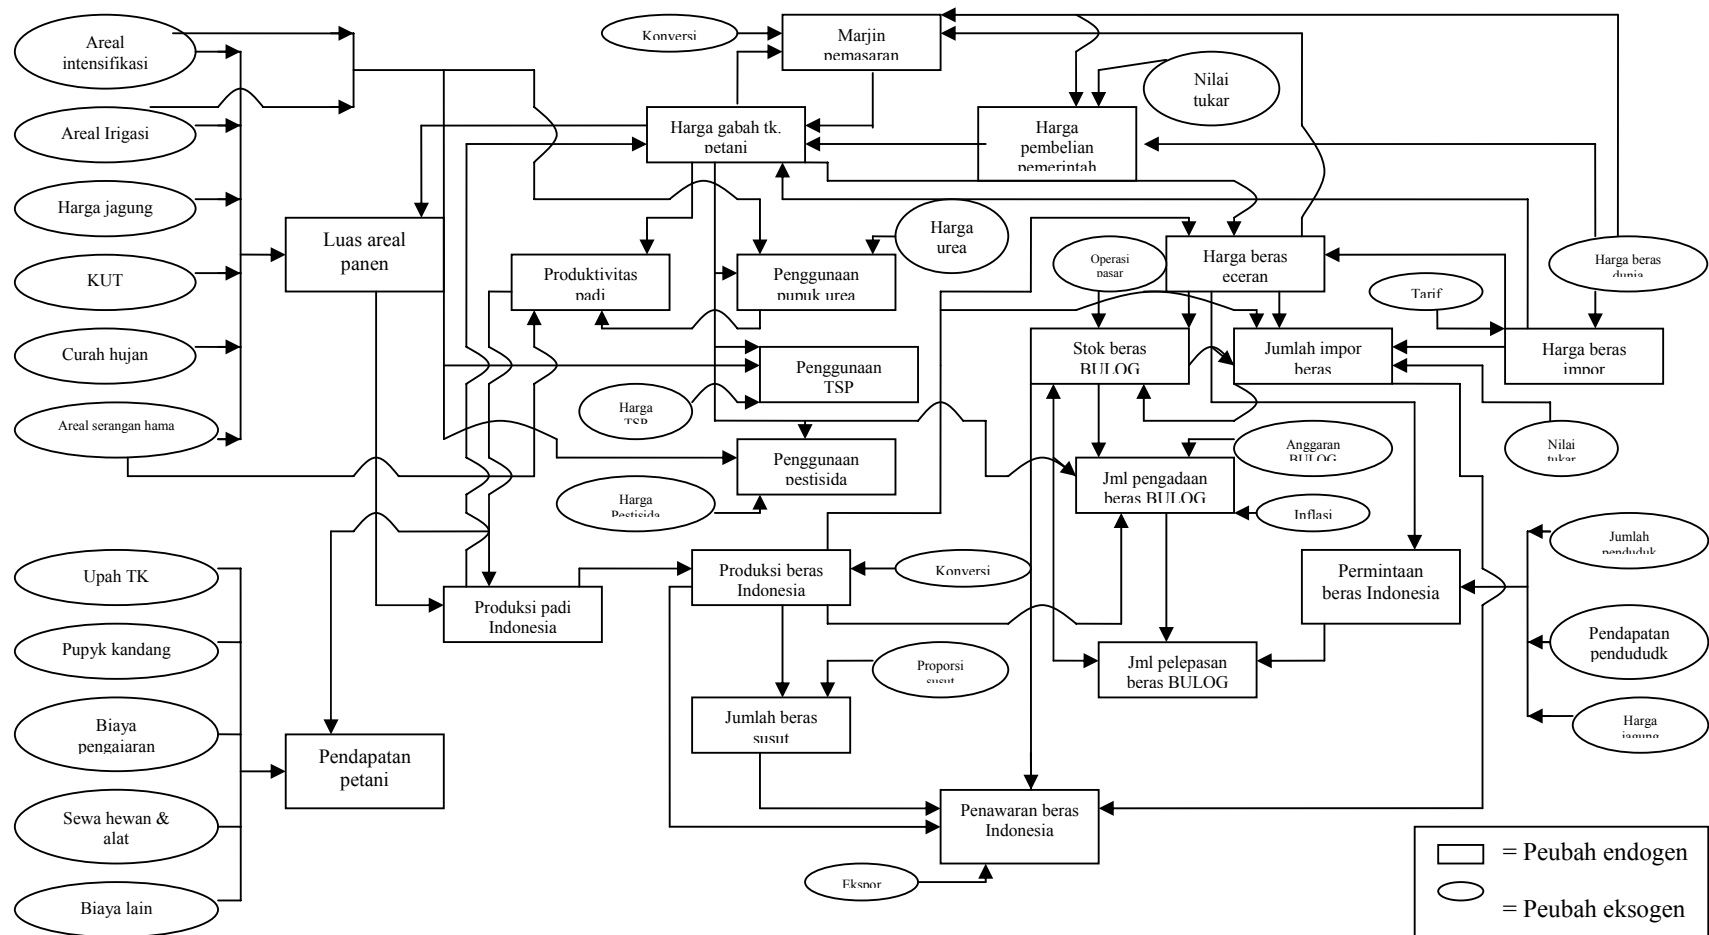 Areal
intensifikasi
Areal Irigasi
Harga jagung
KUT
Curah hujan
Areal serangan hama
Luas areal
panen
Konversi
Marjin
pemasaran
Nilai
tukar
Harga gabah tk.
petani
Harga
pembelian
pemerintah
Produktivitas
padi
Penggunaan
pupuk urea
Harga
urea
Operasi
pasar
Harga beras
eceran
Harga beras
dunia
Tarif
Penggunaan
TSP
Harga
TSP
Stok beras
BULOG
Jumlah impor
beras
Harga beras
impor
Penggunaan
pestisida
Harga
Pestisida
Anggaran
BULOG
Nilai
tukar
Jml pengadaan
beras BULOG
Inflasi
Upah TK
Pupyk kandang
Biaya
pengajaran
Sewa hewan &
alat
Biaya lain
Pendapatan
petani
Produksi padi
Indonesia
Produksi beras
Indonesia
Konversi
Permintaan
beras Indonesia
Jumlah
penduduk
Pendapatan
pendududk
Harga
jagung
Proporsi
susut
Jml pelepasan
beras BULOG
Jumlah beras
susut
Penawaran beras
Indonesia
Ekspor
= Peubah endogen
= Peubah eksogen